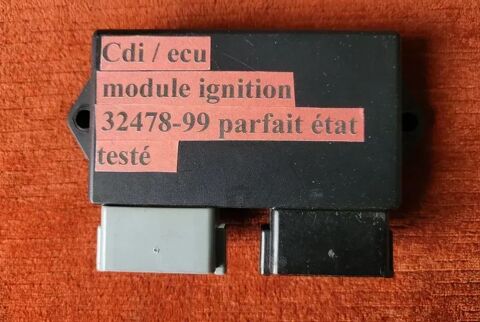 Cdi / ecu
module ignition
32478-99 parfait état
testé